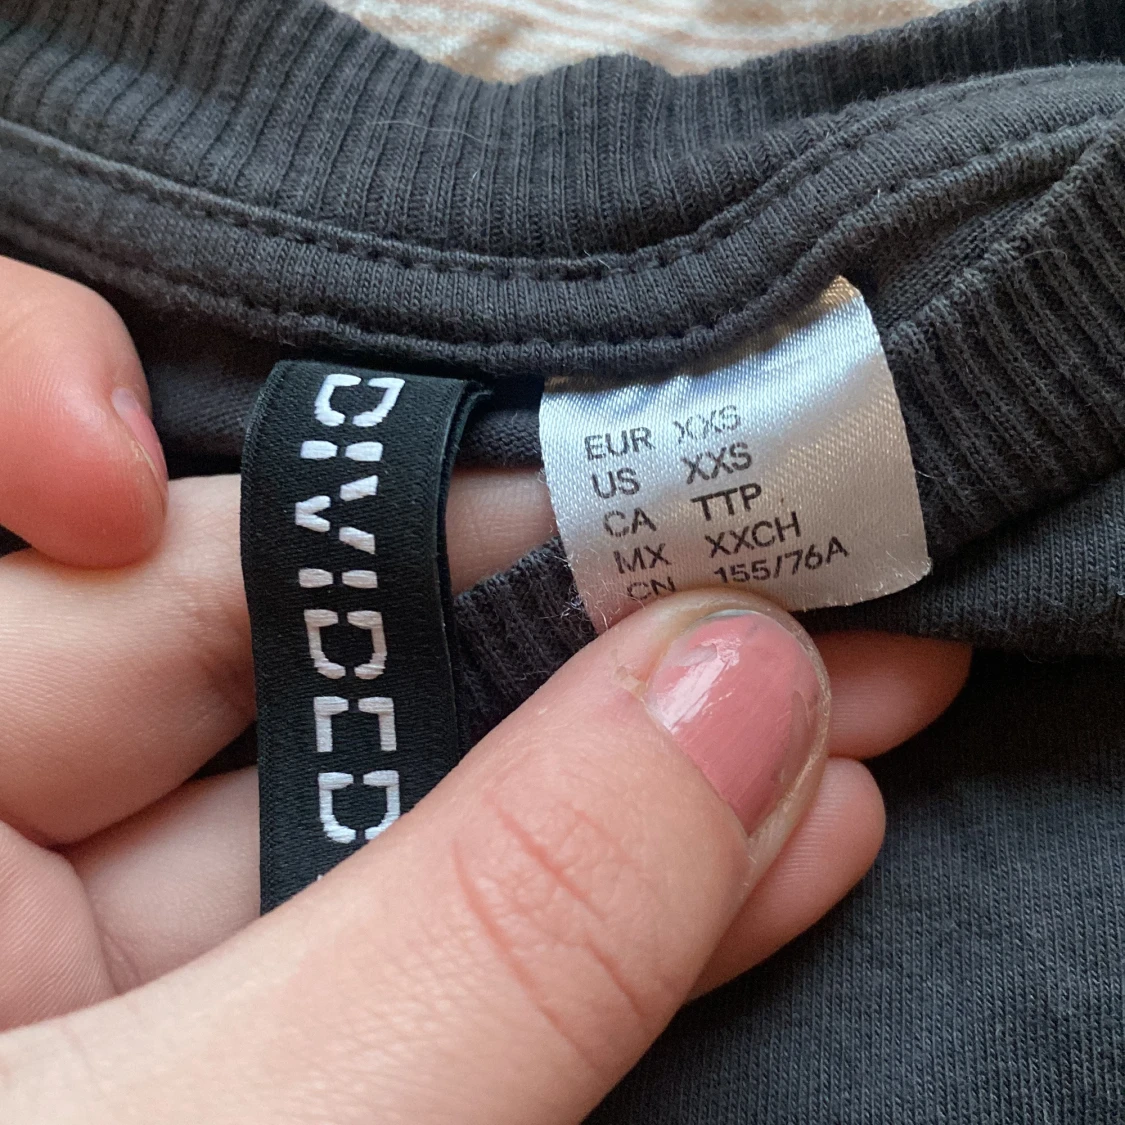 DIVIDED
EUR XXS
US XXS
CA TTP
MX XXCH
CN 155/76A